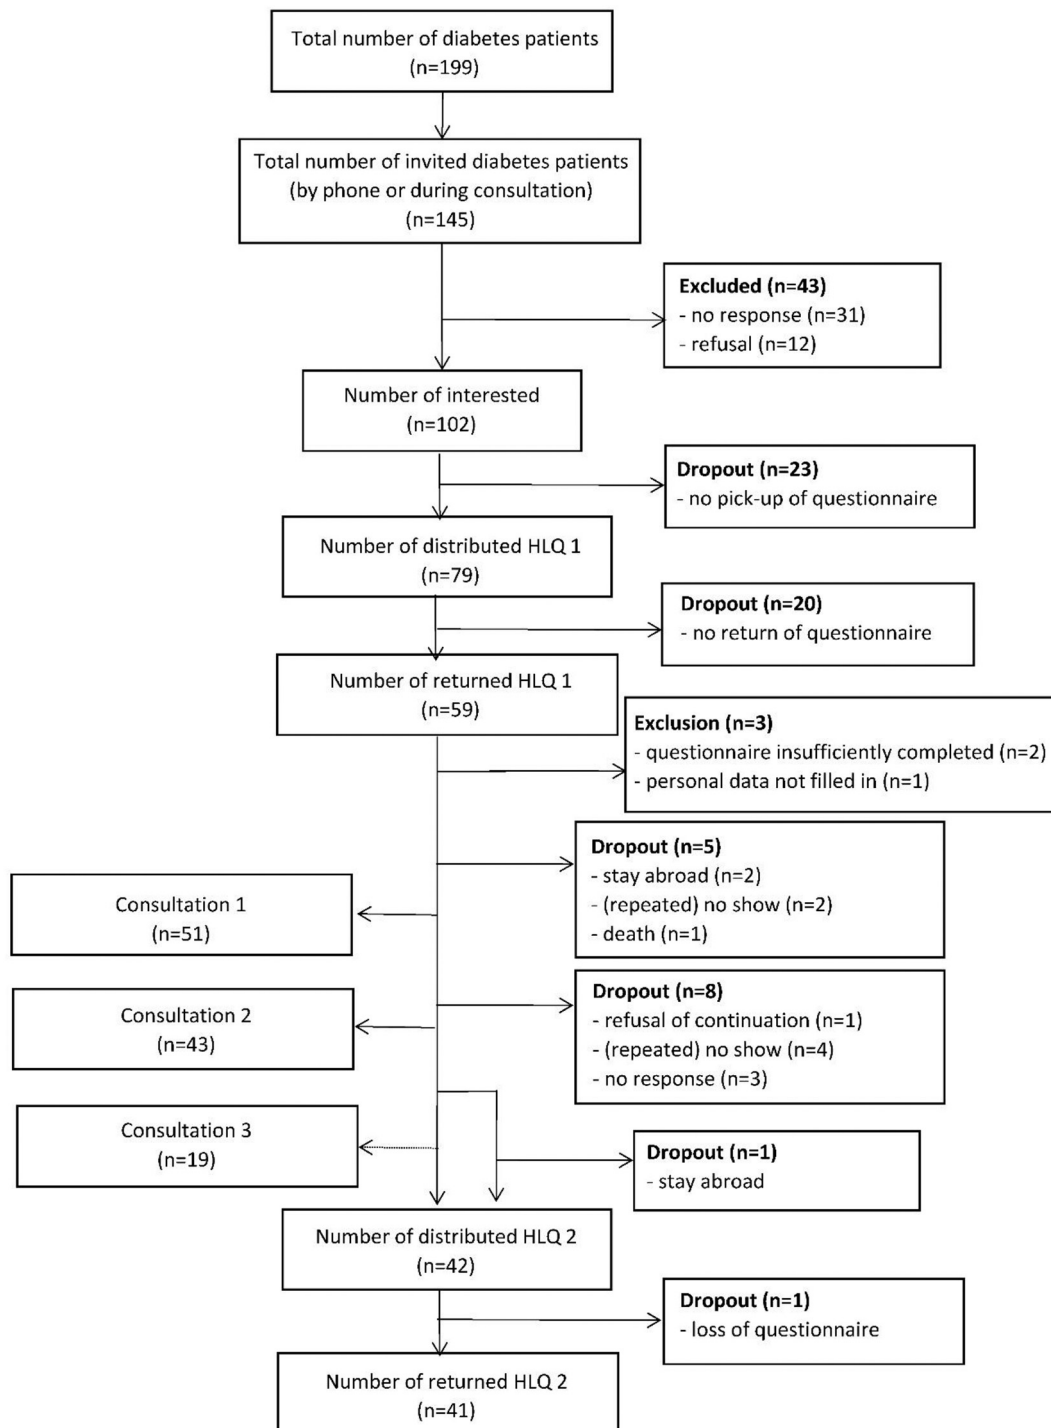 Total number of diabetes patients
(n=199)
Total number of invited diabetes patients
(by phone or during consultation)
(n=145)
Excluded (n=43)
- no response (n=31)
- refusal (n=12)
Number of interested
(n=102)
Dropout (n=23)
- no pick-up of questionnaire
Number of distributed HLQ 1
(n=79)
Dropout (n=20)
- no return of questionnaire
Number of returned HLQ 1
(n=59)
Exclusion (n=3)
- questionnaire insufficiently completed (n=2)
- personal data not filled in (n=1)
Dropout (n=5)
- stay abroad (n=2)
- (repeated) no show (n=2)
- death (n=1)
Consultation 1
(n=51)
Dropout (n=8)
- refusal of continuation (n=1)
- (repeated) no show (n=4)
- no response (n=3)
Consultation 2
(n=43)
Consultation 3
(n=19)
Dropout (n=1)
- stay abroad
Number of distributed HLQ 2
(n=42)
Dropout (n=1)
- loss of questionnaire
Number of returned HLQ 2
(n=41)